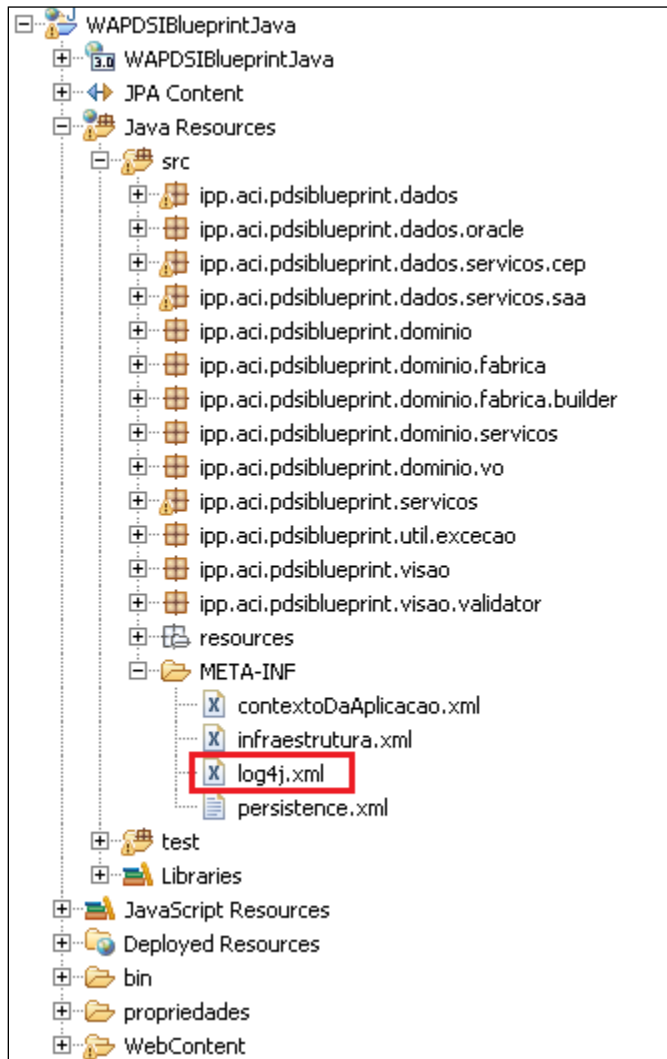 WAPDSIBlueprintJava
3.0 WAPDSIBlueprintJava
JPA Content
Java Resources
src
ipp.aci.pdsiblueprint.dados
ipp.aci.pdsiblueprint.dados.oracle
ipp.aci.pdsiblueprint.dados.servicos.cep
ipp.aci.pdsiblueprint.dados.servicos.saa
ipp.aci.pdsiblueprint.dominio
ipp.aci.pdsiblueprint.dominio.fabrica
ipp.aci.pdsiblueprint.dominio.fabrica.builder
ipp.aci.pdsiblueprint.dominio.servicos
ipp.aci.pdsiblueprint.dominio.vo
ipp.aci.pdsiblueprint.servicos
ipp.aci.pdsiblueprint.util.excecao
ipp.aci.pdsiblueprint.visao
ipp.aci.pdsiblueprint.visao.validator
resources
META-INF
X contextoDaAplicacao.xml
X infraestrutura.xml
X log4j.xml
persistence.xml
test
Libraries
JavaScript Resources
Deployed Resources
bin
propriedades
WebContent